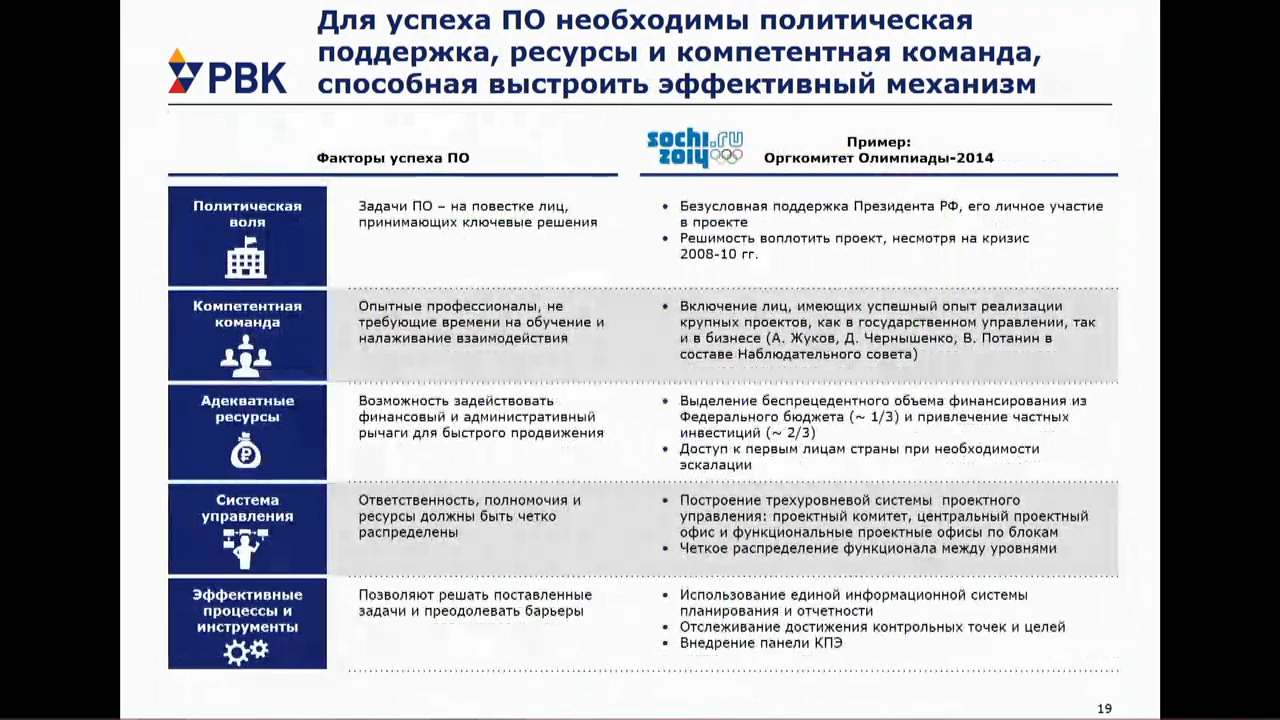 Для успеха ПО необходимы политическая
поддержка, ресурсы и компетентная команда,
способная выстроить эффективный механизм
РВК
Факторы успеха ПО
sochi.ru
2014
Пример:
Оргкомитет Олимпиады-2014
Политическая
воля
Задачи ПО – на повестке лиц,
принимающих ключевые решения
• Безусловная поддержка Президента РФ, его личное участие
в проекте
• Решимость воплотить проект, несмотря на кризис
2008-10 гг.
Компетентная
команда
Опытные профессионалы, не
требующие времени на обучение и
налаживание взаимодействия
• Включение лиц, имеющих успешный опыт реализации
крупных проектов, как в государственном управлении, так
и в бизнесе (А. Жуков, Д. Чернышенко, В. Потанин в
составе Наблюдательного совета)
Адекватные
ресурсы
Возможность задействовать
финансовый и административный
рычаги для быстрого продвижения
• Выделение беспрецедентного объема финансирования из
Федерального бюджета (~ 1/3) и привлечение частных
инвестиций (~ 2/3)
• Доступ к первым лицам страны при необходимости
эскалации
Система
управления
Ответственность, полномочия и
ресурсы должны быть четко
распределены
• Построение трехуровневой системы проектного
управления: проектный комитет, центральный проектный
офис и функциональные проектные офисы по блокам
• Четкое распределение функционала между уровнями
Эффективные
процессы и
инструменты
Позволяют решать поставленные
задачи и преодолевать барьеры
• Использование единой информационной системы
планирования и отчетности
• Отслеживание достижения контрольных точек и целей
• Внедрение панели КПЭ
19